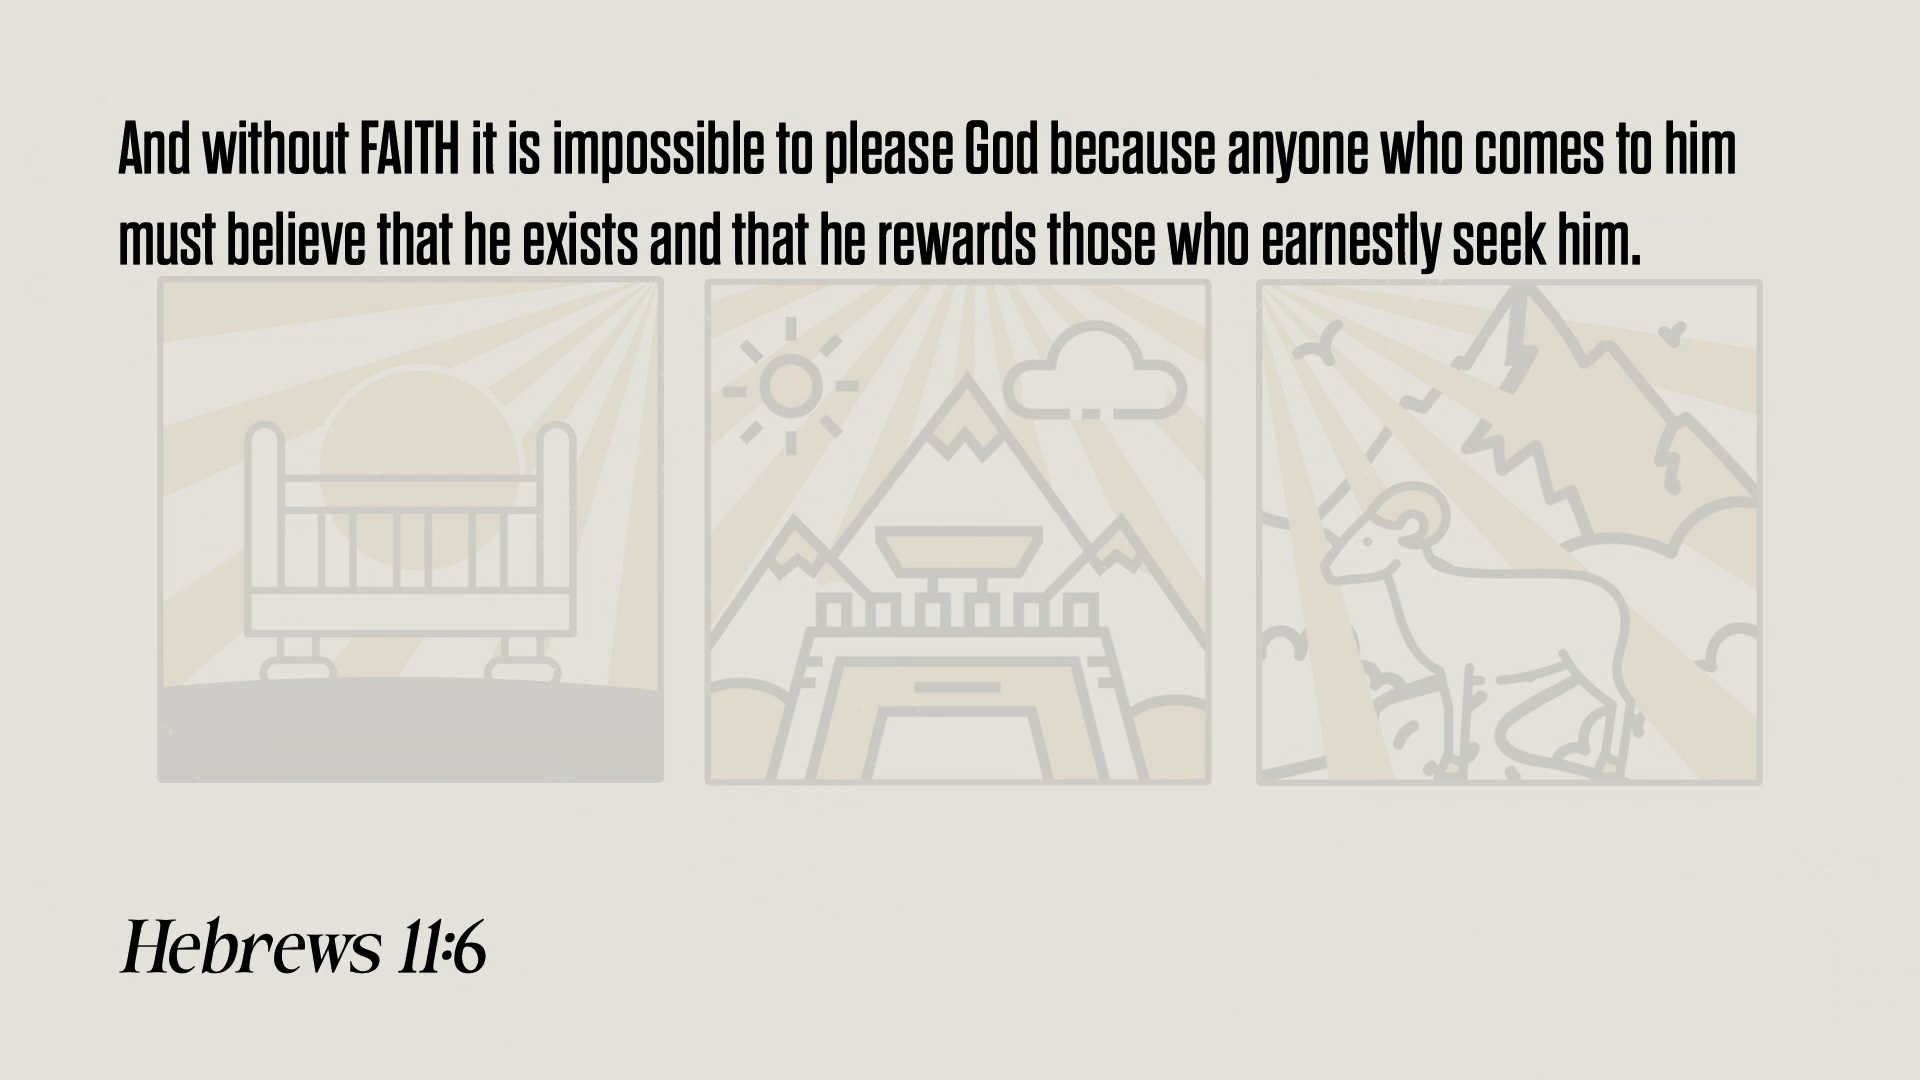 And without FAITH it is impossible to please God because anyone who comes to him
must believe that he exists and that he rewards those who earnestly seek him.
Hebrews 11:6